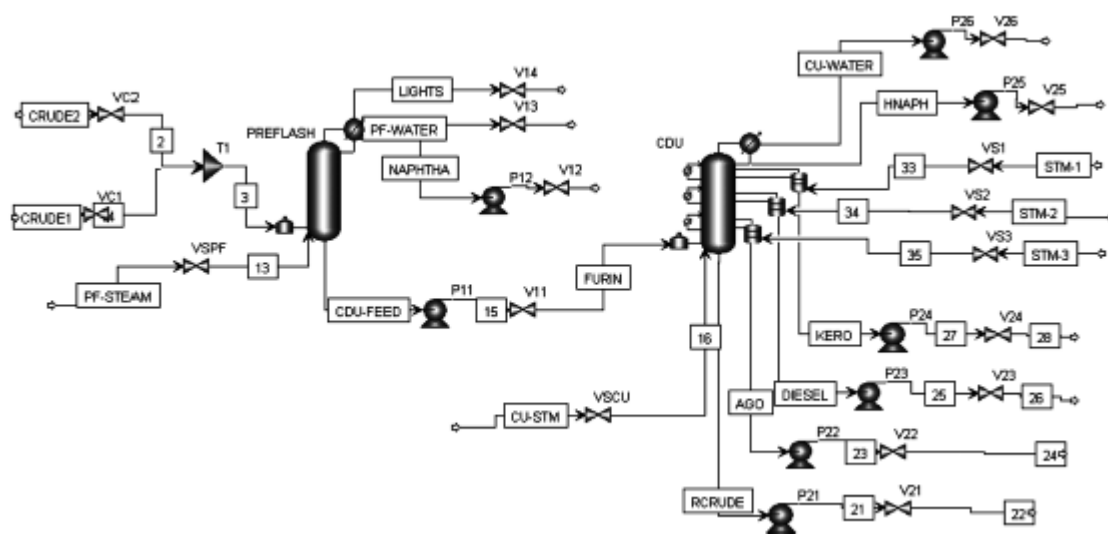 P26
V26
CU-WATER
V14
LIGHTS
P25
V25
VC2
HNAPH
CRUDE2
V13
PREFLASH
PF-WATER
CDU
2
T1
NAPHTHA
VS1
33
STM-1
P12
V12
3
VC1
CRUDE1
4
VS2
34
STM-2
VSPF
VS3
13
35
STM-3
PF-STEAM
FURIN
P11
V11
CDU-FEED
15
P24
V24
16
KERO
27
28
P23
V23
DIESEL
25
26
AGO
CU-STM
VSCU
P22
V22
23
24
P21
V21
RCRUDE
21
22